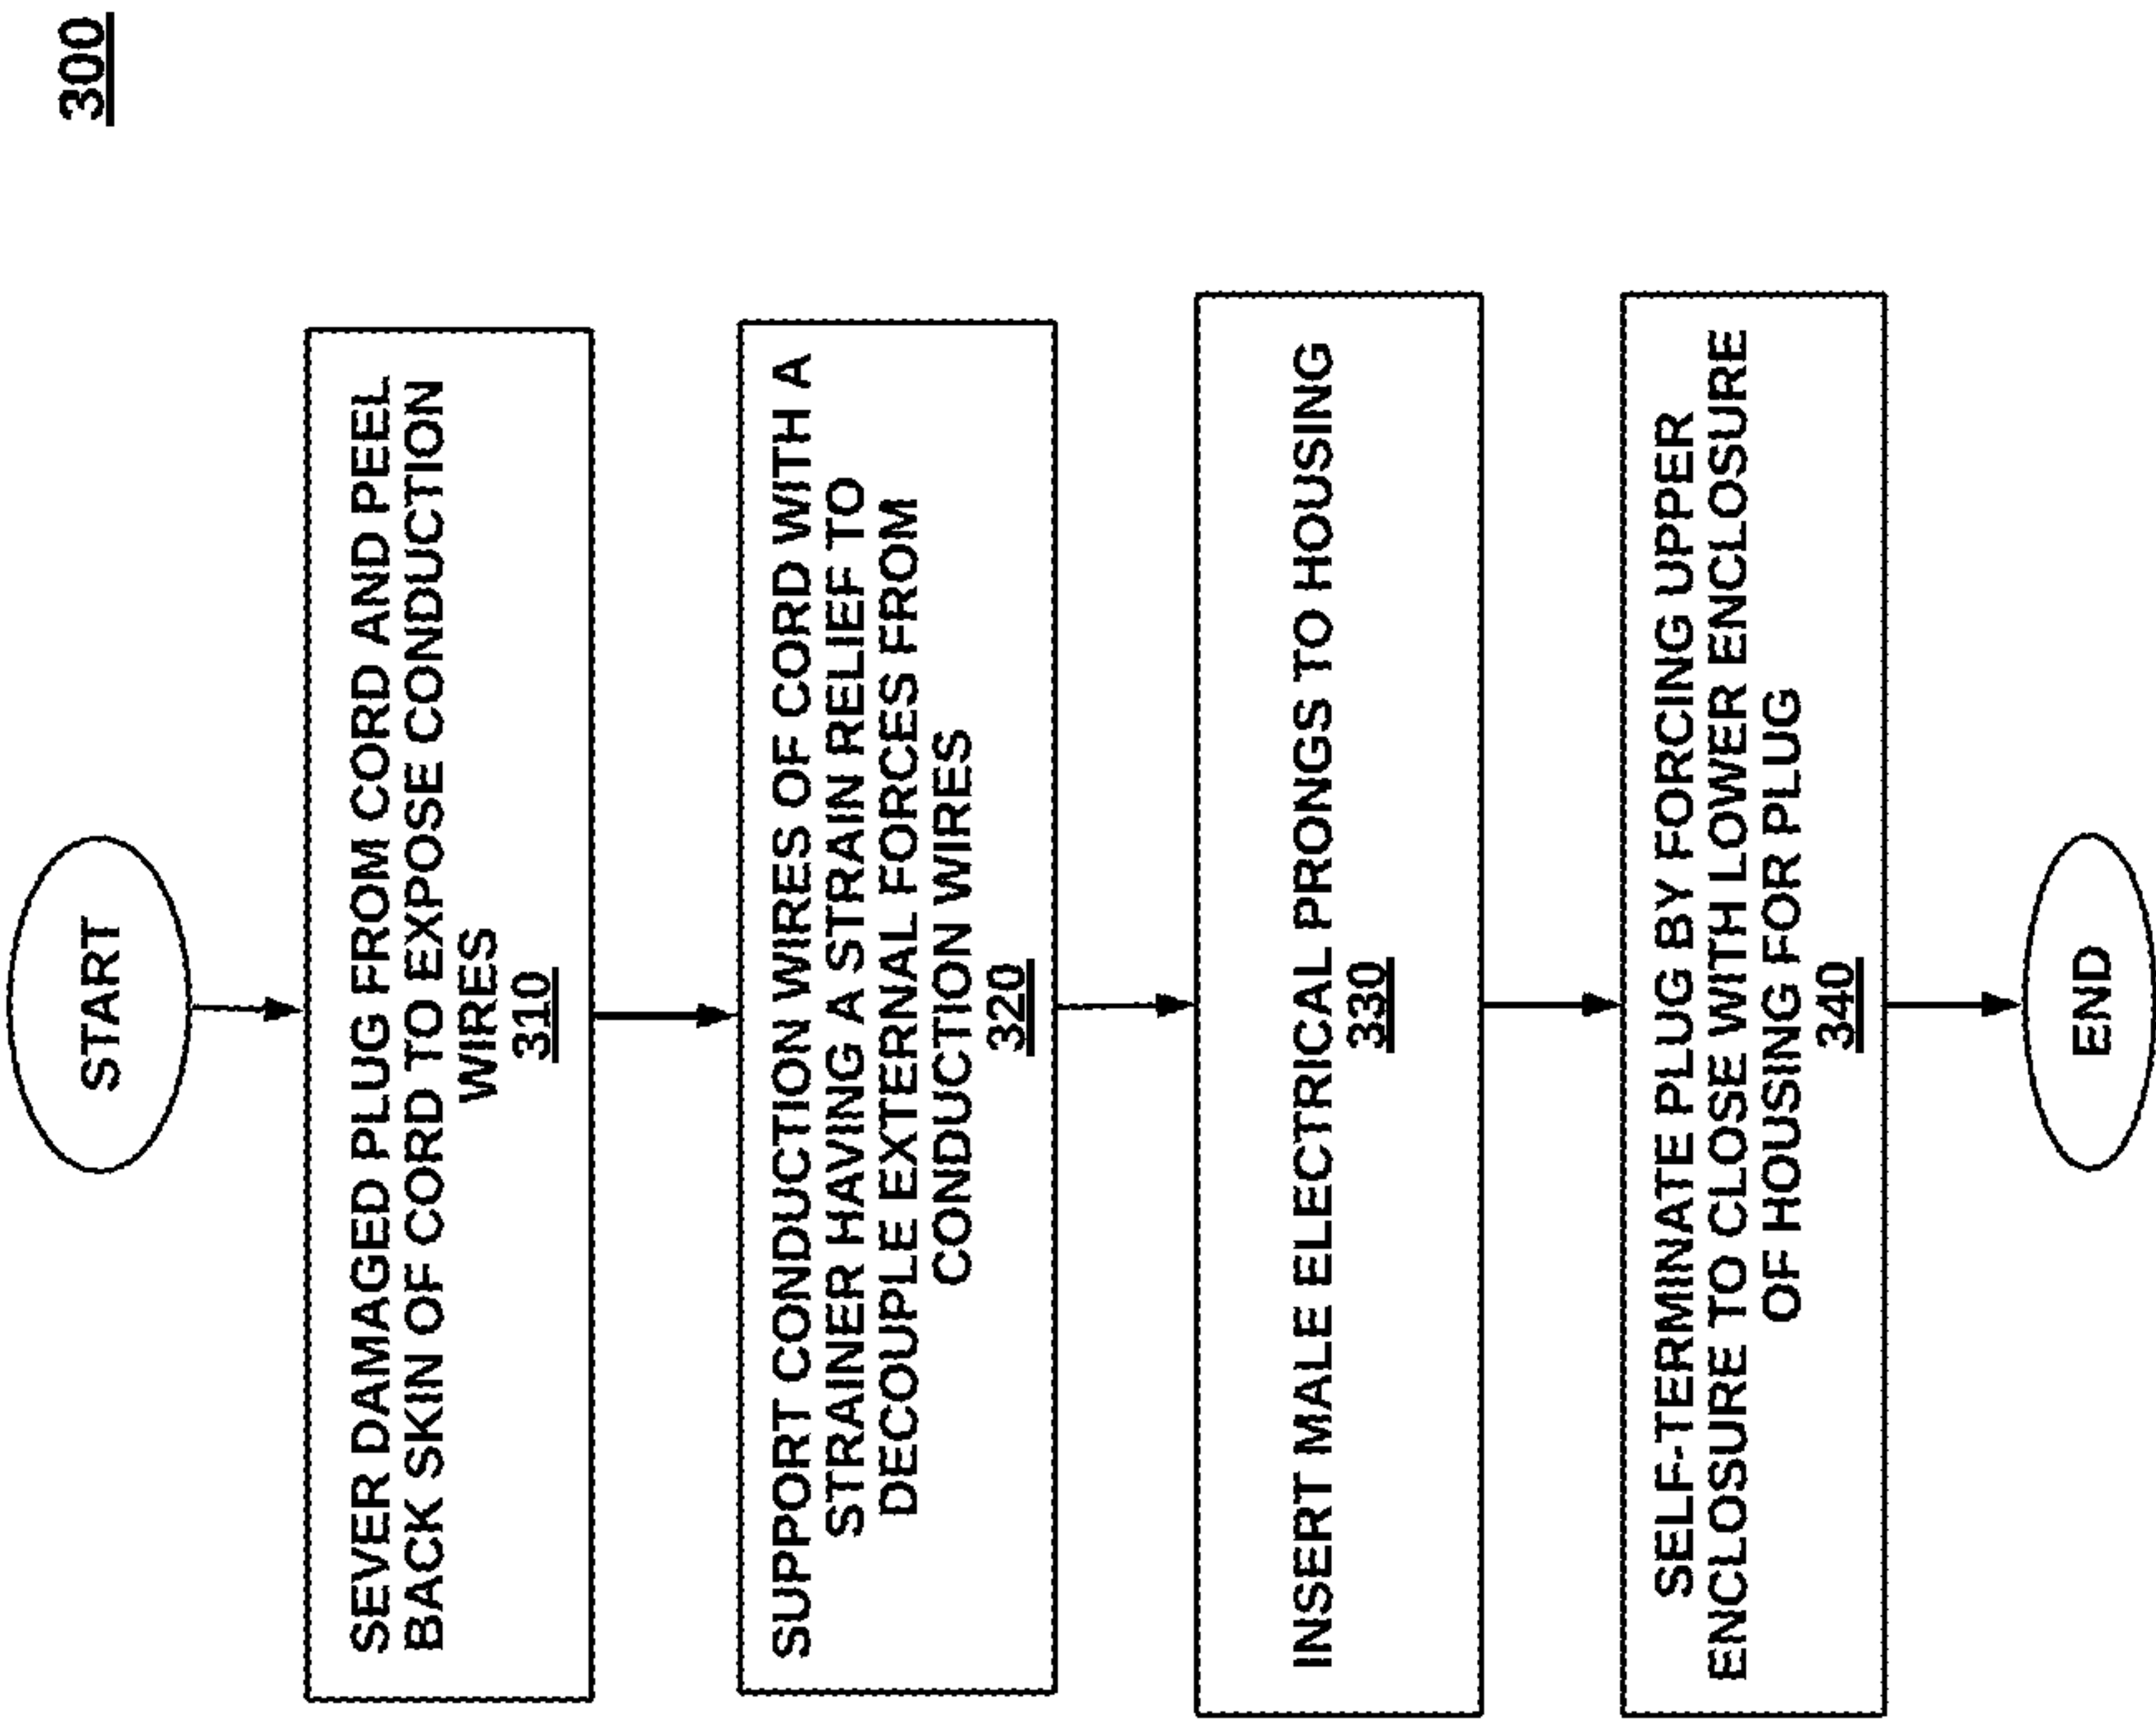 300
START
SEVER DAMAGED PLUG FROM CORD AND PEEL
BACK SKIN OF CORD TO EXPOSE CONDUCTION
WIRES
310
SUPPORT CONDUCTION WIRES OF CORD WITH A
STRAINER HAVING A STRAIN RELIEF TO
DECOUPLE EXTERNAL FORCES FROM
CONDUCTION WIRES
320
INSERT MALE ELECTRICAL PRONGS TO HOUSING
330
SELF-TERMINATE PLUG BY FORCING UPPER
ENCLOSURE TO CLOSE WITH LOWER ENCLOSURE
OF HOUSING FOR PLUG
340
END